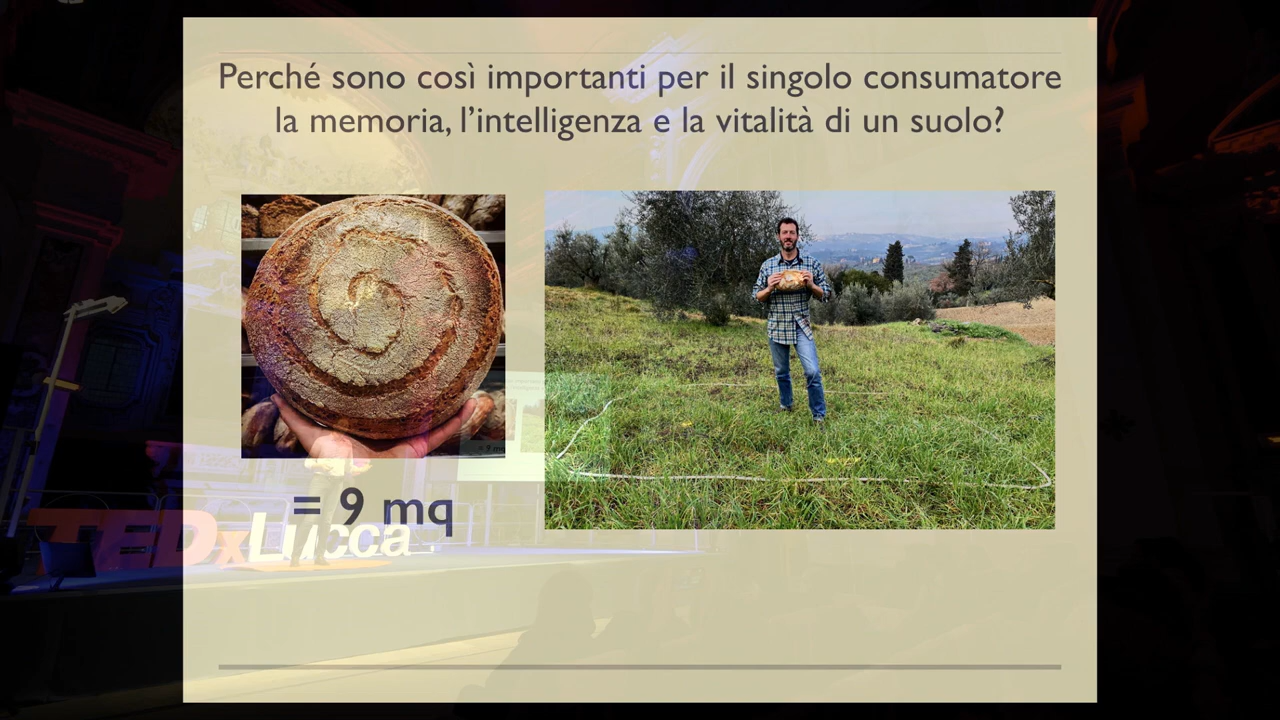 Perché sono così importanti per il singolo consumatore
la memoria, l'intelligenza e la vitalità di un suolo?
= 9 mq
TEDxLucca